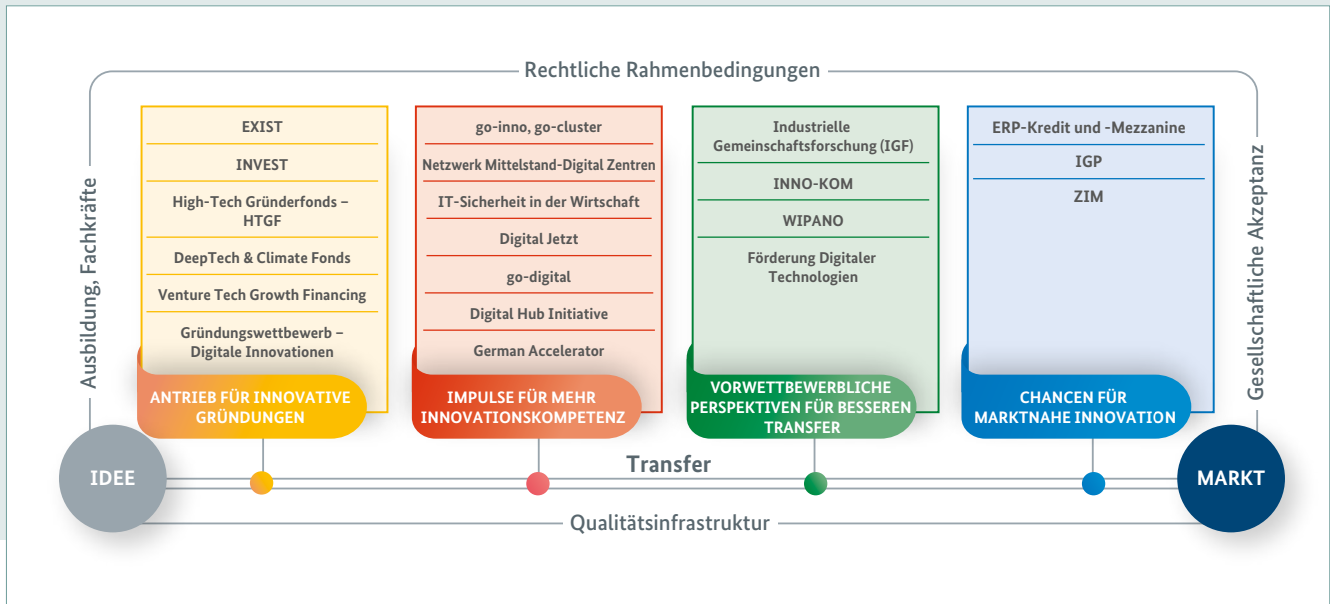 Rechtliche Rahmenbedingungen
Ausbildung, Fachkräfte
EXIST
INVEST
High-Tech Gründerfonds –
HTGF
DeepTech & Climate Fonds
Venture Tech Growth Financing
Gründungswettbewerb –
Digitale Innovationen
ANTRIEB FÜR INNOVATIVE
GRÜNDUNGEN
go-inno, go-cluster
Netzwerk Mittelstand-Digital Zentren
IT-Sicherheit in der Wirtschaft
Digital Jetzt
go-digital
Digital Hub Initiative
German Accelerator
IMPULSE FÜR MEHR
INNOVATIONSKOMPETENZ
Industrielle
Gemeinschaftsforschung (IGF)
INNO-KOM
WIPANO
Förderung Digitaler
Technologien
VORWETTBEWERBLICHE
PERSPEKTIVEN FÜR BESSEREN
TRANSFER
ERP-Kredit und -Mezzanine
IGP
ZIM
CHANCEN FÜR
MARKTNAHE INNOVATION
Gesellschaftliche Akzeptanz
IDEE
Transfer
MARKT
Qualitätsinfrastruktur